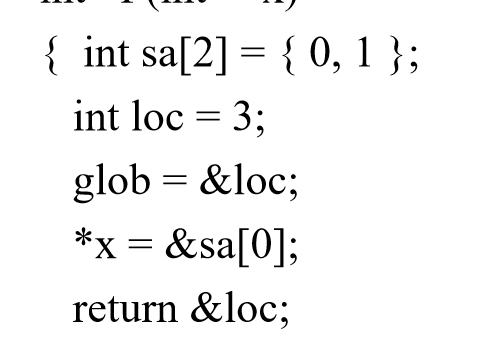 { int sa[2] = { 0, 1 };
int loc = 3;
glob = &loc;
*x = &sa[0];
return &loc;